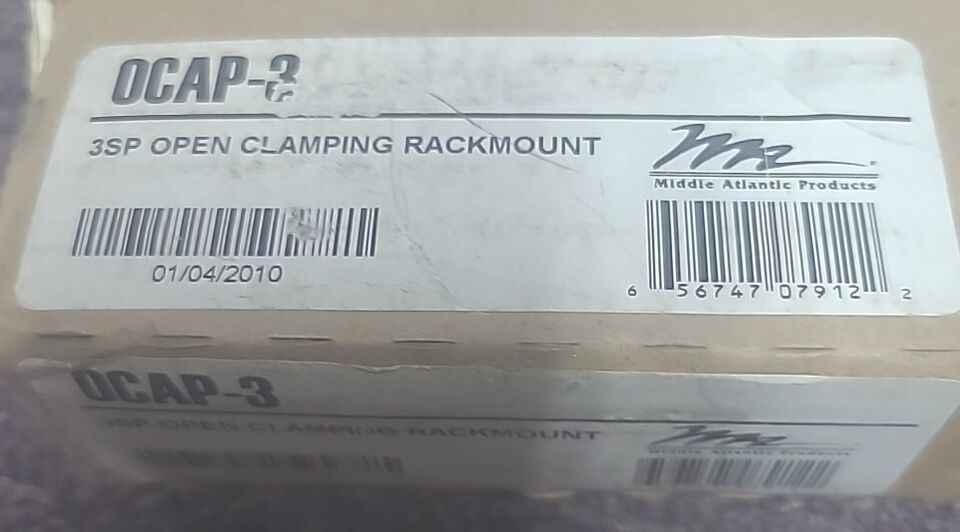 OCAP-3
3SP OPEN CLAMPING RACKMOUNT
Middle Atlantic Products
01/04/2010
6 56747 07912 2
OCAP-3
3SP OPEN CLAMPING RACKMOUNT
Middle Atlantic Products